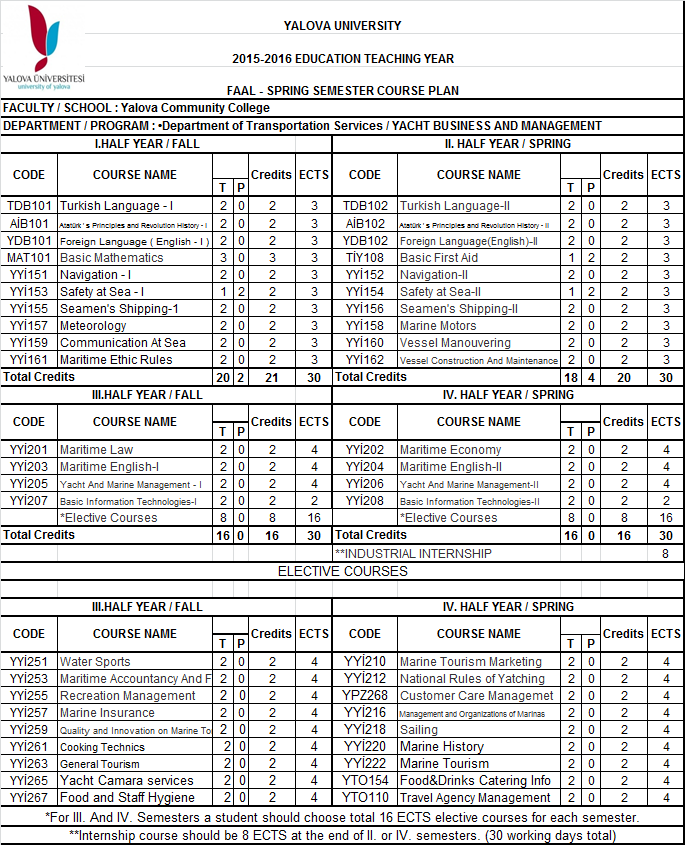 YALOVA UNIVERSITY
2015-2016 EDUCATION TEACHING YEAR
YALOVA ÜNİVERSİTESİ
university of yalova
FAAL - SPRING SEMESTER COURSE PLAN
FACULTY / SCHOOL : Yalova Community College
DEPARTMENT / PROGRAM : •Department of Transportation Services / YACHT BUSINESS AND MANAGEMENT
I.HALF YEAR / FALL II. HALF YEAR / SPRING
CODE COURSE NAME T P Credits ECTS CODE COURSE NAME T P Credits ECTS
TDB101 Turkish Language - I 2 0 2 3 TDB102 Turkish Language-II 2 0 2 3
AİB101 Atatürk ' s Principles and Revolution History - I 2 0 2 3 AİB102 Atatürk ' s Principles and Revolution History - II 2 0 2 3
YDB101 Foreign Language ( English - I ) 2 0 2 3 YDB102 Foreign Language(English)-II 2 0 2 3
MAT101 Basic Mathematics 3 0 3 3 TİY108 Basic First Aid 1 2 2 3
YYİ151 Navigation - I 2 0 2 3 YYİ152 Navigation-II 2 0 2 3
YYİ153 Safety at Sea - I 1 2 2 3 YYİ154 Safety at Sea-II 1 2 2 3
YYİ155 Seamen's Shipping-1 2 0 2 3 YYİ156 Seamen's Shipping-II 2 0 2 3
YYİ157 Meteorology 2 0 2 3 YYİ158 Marine Motors 2 0 2 3
YYİ159 Communication At Sea 2 0 2 3 YYİ160 Vessel Manouvering 2 0 2 3
YYİ161 Maritime Ethic Rules 2 0 2 3 YYİ162 Vessel Construction And Maintenance 2 0 2 3
Total Credits 20 2 21 30 Total Credits 18 4 20 30
III.HALF YEAR / FALL IV. HALF YEAR / SPRING
CODE COURSE NAME T P Credits ECTS CODE COURSE NAME T P Credits ECTS
YYİ201 Maritime Law 2 0 2 4 YYİ202 Maritime Economy 2 0 2 4
YYİ203 Maritime English-I 2 0 2 4 YYİ204 Maritime English-II 2 0 2 4
YYİ205 Yacht And Marine Management - I 2 0 2 4 YYİ206 Yacht And Marine Management-II 2 0 2 4
YYİ207 Basic Information Technologies-I 2 0 2 2 YYİ208 Basic Information Technologies-II 2 0 2 2
*Elective Courses 8 0 8 16 *Elective Courses 8 0 8 16
Total Credits 16 0 16 30 Total Credits 16 0 16 30
**INDUSTRIAL INTERNSHIP 8
ELECTIVE COURSES
III.HALF YEAR / FALL IV. HALF YEAR / SPRING
CODE COURSE NAME T P Credits ECTS CODE COURSE NAME T P Credits ECTS
YYİ251 Water Sports 2 0 2 4 YYİ210 Marine Tourism Marketing 2 0 2 4
YYİ253 Maritime Accountancy And F 2 0 2 4 YYİ212 National Rules of Yatching 2 0 2 4
YYİ255 Recreation Management 2 0 2 4 YPZ268 Customer Care Managemet 2 0 2 4
YYİ257 Marine Insurance 2 0 2 4 YYİ216 Management and Organizations of Marinas 2 0 2 4
YYİ259 Quality and Innovation on Marine To 2 0 2 4 YYİ218 Sailing 2 0 2 4
YYİ261 Cooking Technics 2 0 2 4 YYİ220 Marine History 2 0 2 4
YYİ263 General Tourism 2 0 2 4 YYİ222 Marine Tourism 2 0 2 4
YYİ265 Yacht Camara services 2 0 2 4 YTO154 Food&Drinks Catering Info 2 0 2 4
YYİ267 Food and Staff Hygiene 2 0 2 4 YTO110 Travel Agency Management 2 0 2 4
*For III. And IV. Semesters a student should choose total 16 ECTS elective courses for each semester.
**Internship course should be 8 ECTS at the end of II. or IV. semesters. (30 working days total)